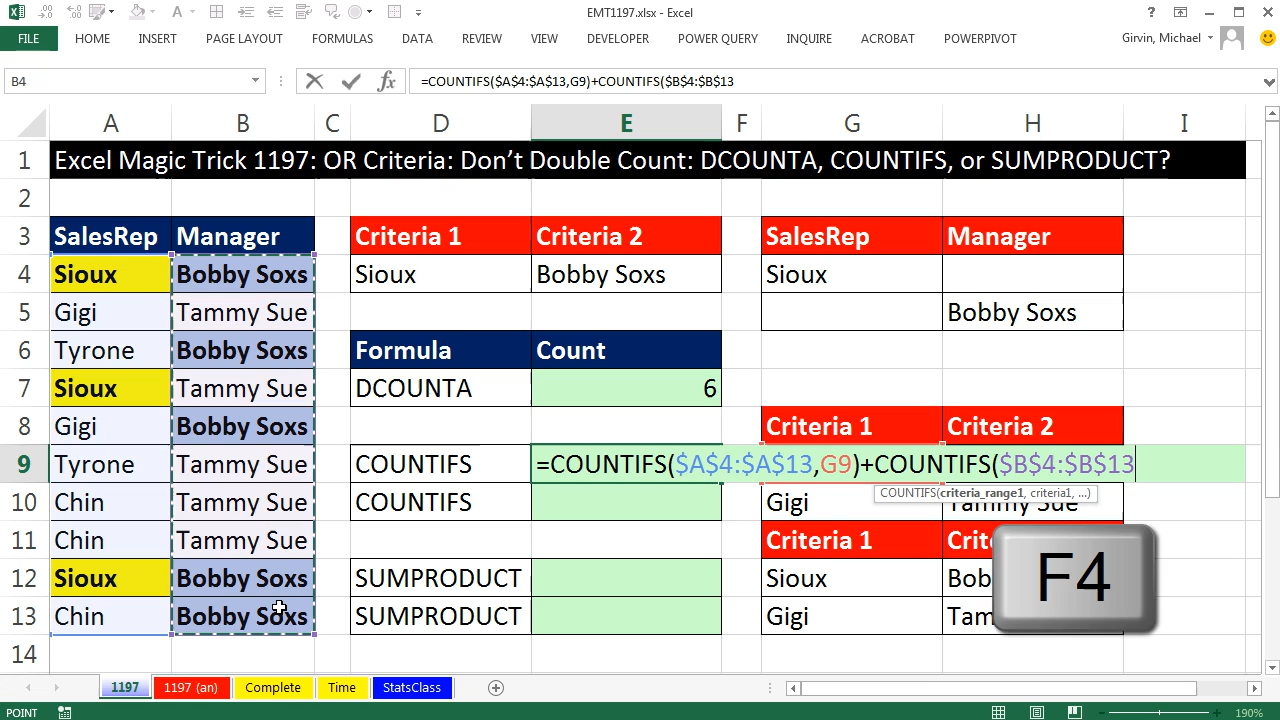 EMT1197.xlsx - Excel
?
FILE HOME INSERT PAGE LAYOUT FORMULAS DATA REVIEW VIEW DEVELOPER POWER QUERY INQUIRE ACROBAT POWERPIVOT Girvin, Michael
B4 fx =COUNTIFS($A$4:$A$13,G9)+COUNTIFS($B$4:$B$13
A B C D E F G H I
1 Excel Magic Trick 1197: OR Criteria: Don't Double Count: DCOUNTA, COUNTIFS, or SUMPRODUCT?
2
3 SalesRep Manager Criteria 1 Criteria 2 SalesRep Manager
4 Sioux Bobby Soxs Sioux Bobby Soxs Sioux
5 Gigi Tammy Sue Bobby Soxs
6 Tyrone Bobby Soxs Formula Count
7 Sioux Tammy Sue DCOUNTA 6
8 Gigi Bobby Soxs Criteria 1 Criteria 2
9 Tyrone Tammy Sue COUNTIFS =COUNTIFS($A$4:$A$13,G9)+COUNTIFS($B$4:$B$13
COUNTIFS(criteria_range1, criteria1, ...)
10 Chin Tammy Sue COUNTIFS Gigi Tammy Sue
11 Chin Tammy Sue Criteria 1 Crit
12 Sioux Bobby Soxs SUMPRODUCT Sioux Bob
13 Chin Bobby Soxs SUMPRODUCT Gigi Tam
F4
14
1197 1197 (an) Complete Time StatsClass
POINT 190%